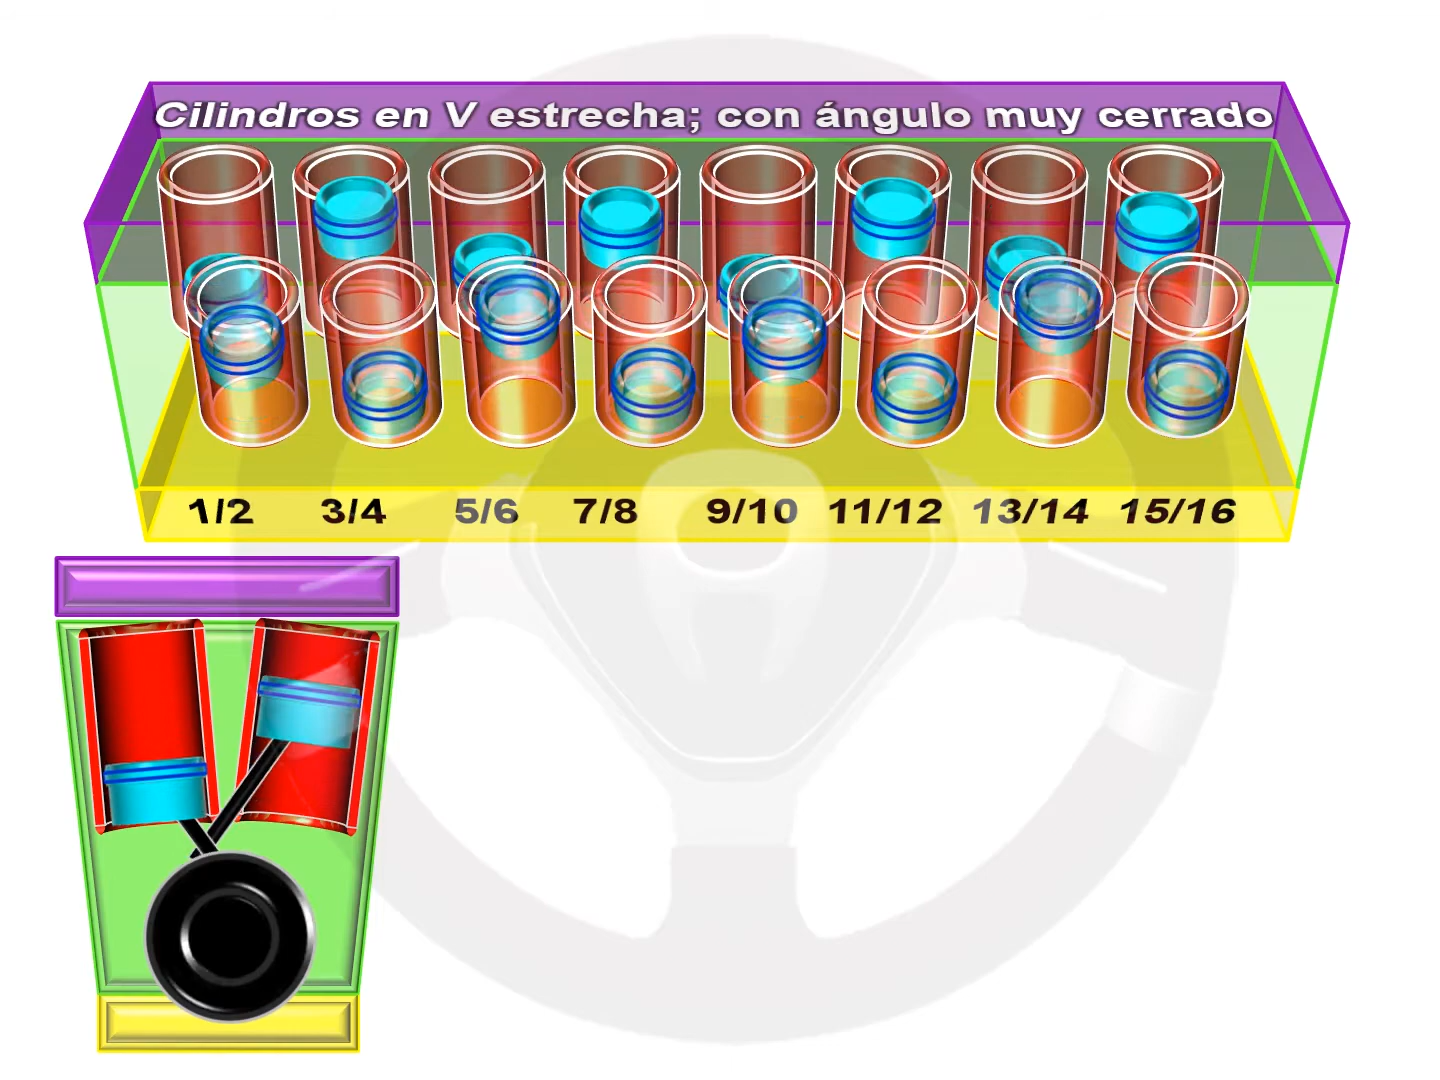 Cilindros en V estrecha; con ángulo muy cerrado
1/2 3/4 5/6 7/8 9/10 11/12 13/14 15/16